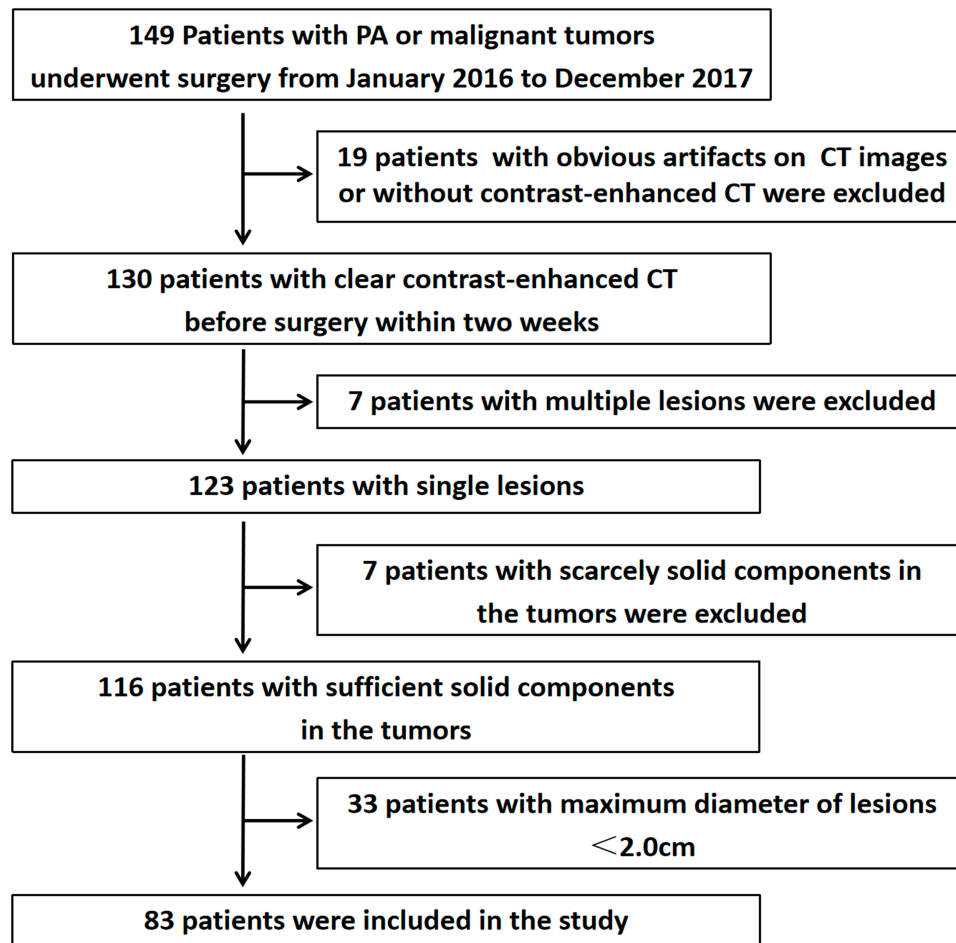 149 Patients with PA or malignant tumors
underwent surgery from January 2016 to December 2017
19 patients with obvious artifacts on CT images
or without contrast-enhanced CT were excluded
130 patients with clear contrast-enhanced CT
before surgery within two weeks
7 patients with multiple lesions were excluded
123 patients with single lesions
7 patients with scarcely solid components in
the tumors were excluded
116 patients with sufficient solid components
in the tumors
33 patients with maximum diameter of lesions
＜2.0cm
83 patients were included in the study